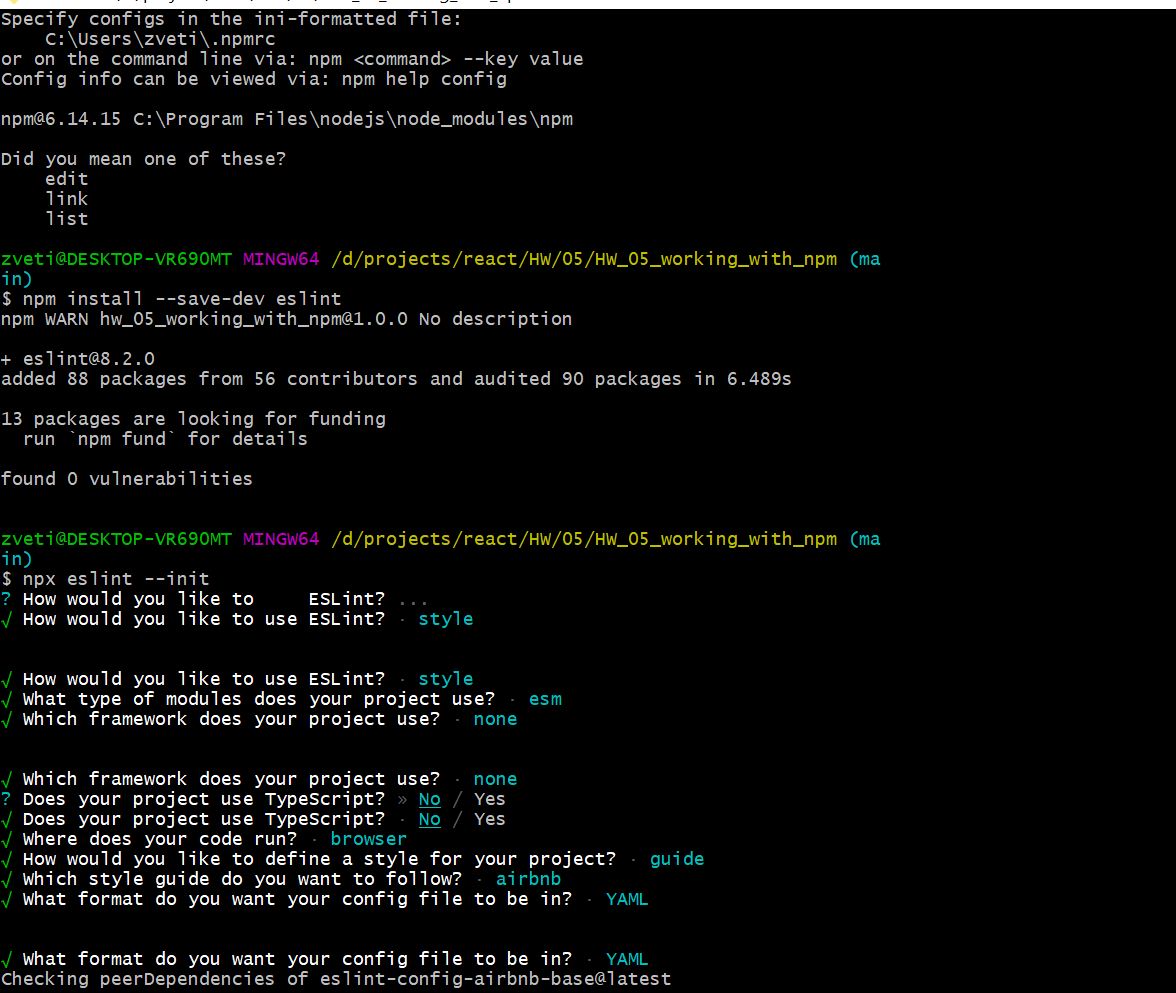 Specify configs in the ini-formatted file:
    C:\Users\zveti\.npmrc
or on the command line via: npm <command> --key value
Config info can be viewed via: npm help config

npm@6.14.15 C:\Program Files\nodejs\node_modules\npm

Did you mean one of these?
    edit
    link
    list

zveti@DESKTOP-VR690MT MINGW64 /d/projects/react/HW/05/HW_05_working_with_npm (ma
in)
$ npm install --save-dev eslint
npm WARN hw_05_working_with_npm@1.0.0 No description

+ eslint@8.2.0
added 88 packages from 56 contributors and audited 90 packages in 6.489s

13 packages are looking for funding
  run `npm fund` for details

found 0 vulnerabilities


zveti@DESKTOP-VR690MT MINGW64 /d/projects/react/HW/05/HW_05_working_with_npm (ma
in)
$ npx eslint --init
? How would you like to     ESLint? ...
√ How would you like to use ESLint? · style


√ How would you like to use ESLint? · style
√ What type of modules does your project use? · esm
√ Which framework does your project use? · none


√ Which framework does your project use? · none
? Does your project use TypeScript? » No / Yes
√ Does your project use TypeScript? · No / Yes
√ Where does your code run? · browser
√ How would you like to define a style for your project? · guide
√ Which style guide do you want to follow? · airbnb
√ What format do you want your config file to be in? · YAML


√ What format do you want your config file to be in? · YAML
Checking peerDependencies of eslint-config-airbnb-base@latest